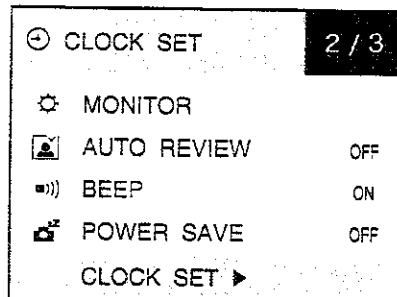 CLOCK SET 2/3
MONITOR
AUTO REVIEW OFF
BEEP ON
POWER SAVE OFF
CLOCK SET ▶